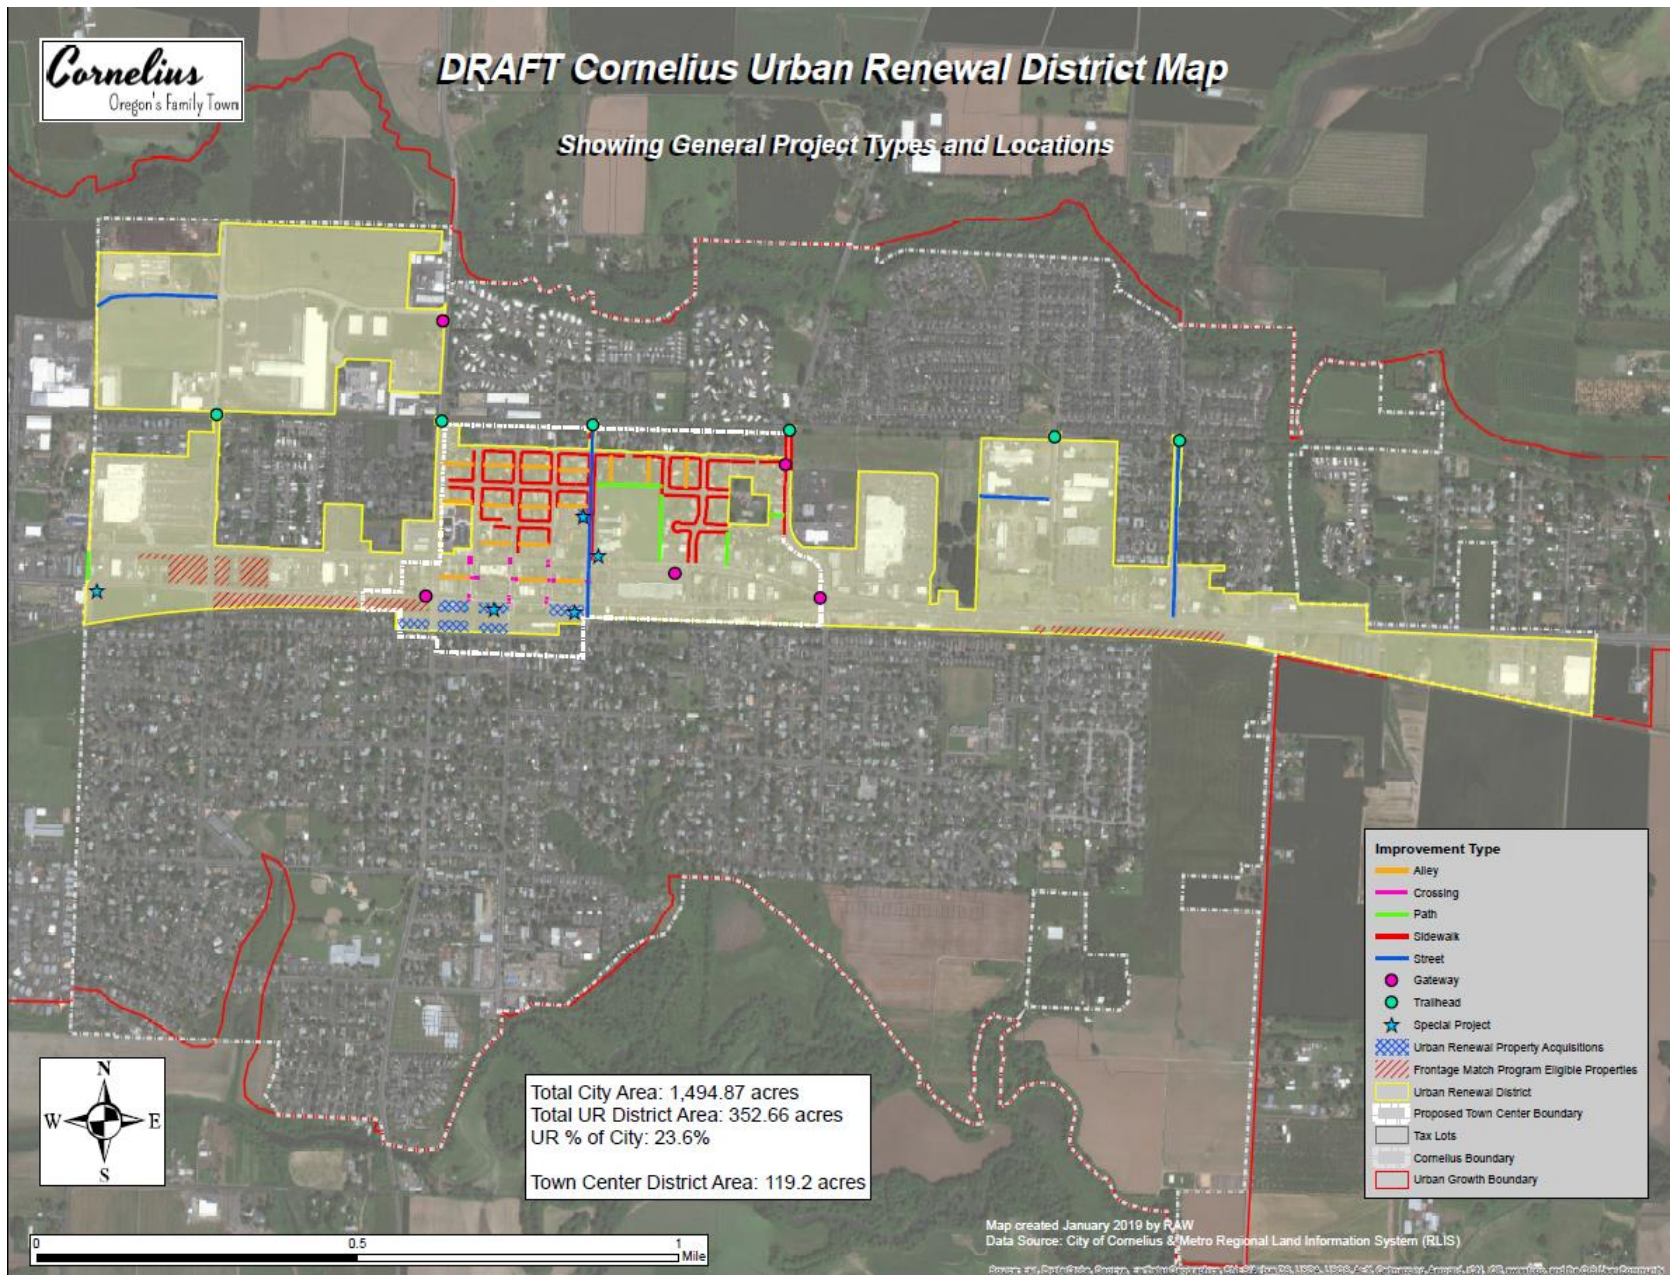 Cornelius
Oregon's Family Town
DRAFT Cornelius Urban Renewal District Map
Showing General Project Types and Locations
Improvement Type
Alley
Crossing
Path
Sidewalk
Street
Gateway
Trailhead
Special Project
Urban Renewal Property Acquisitions
Frontage Match Program Eligible Properties
Urban Renewal District
Proposed Town Center Boundary
Tax Lots
Cornelius Boundary
Urban Growth Boundary
N
W E
S
Total City Area: 1,494.87 acres
Total UR District Area: 352.66 acres
UR % of City: 23.6%
Town Center District Area: 119.2 acres
0 0.5 1
Mile
Map created January 2019 by RAW
Data Source: City of Cornelius & Metro Regional Land Information System (RLIS)